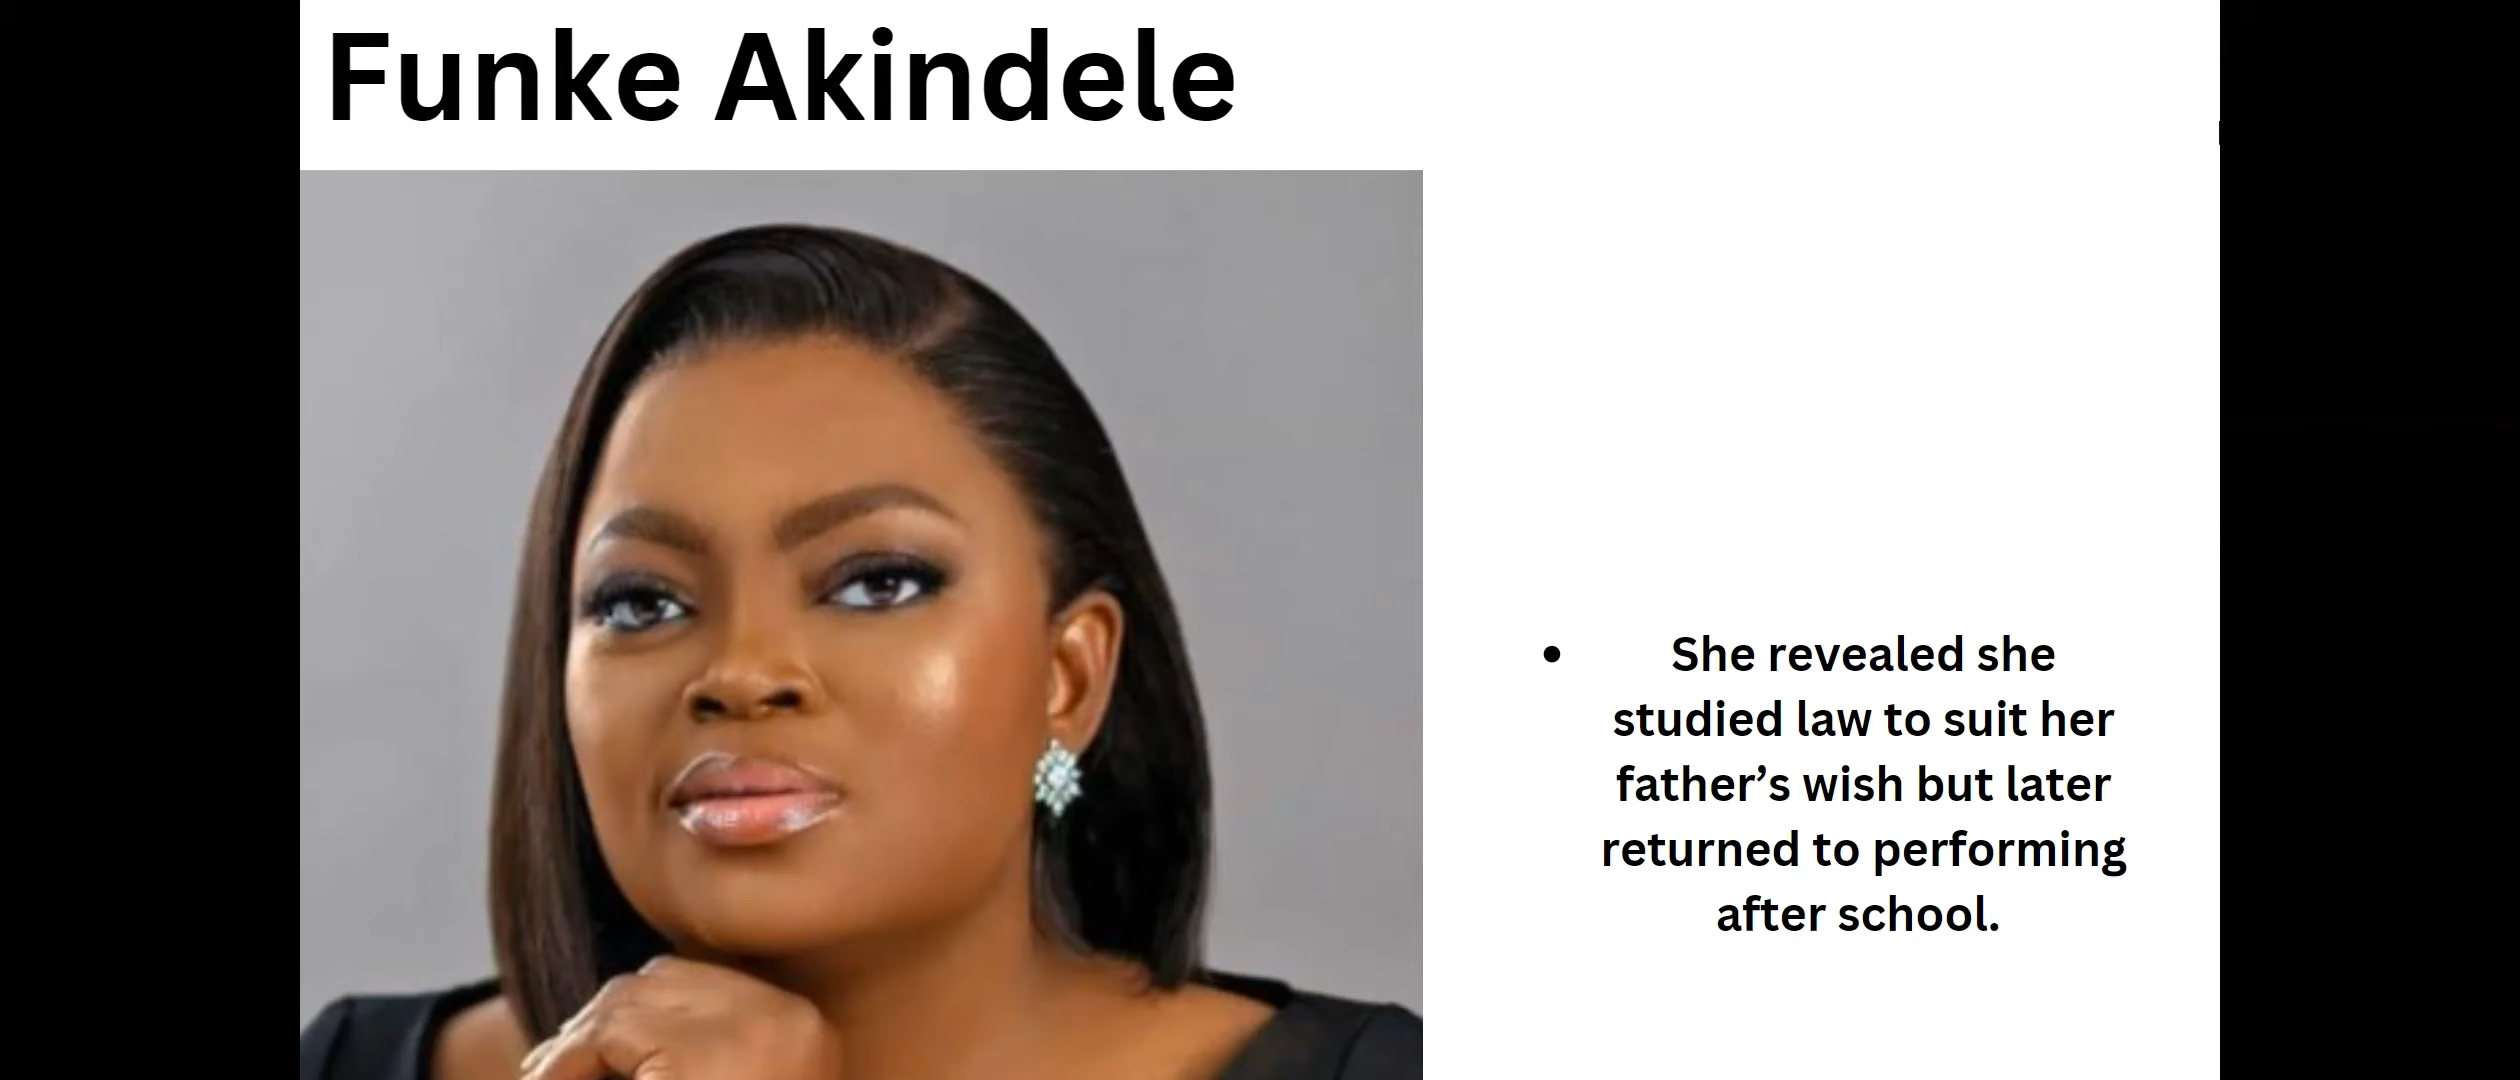 Funke Akindele
• She revealed she
studied law to suit her
father’s wish but later
returned to performing
after school.